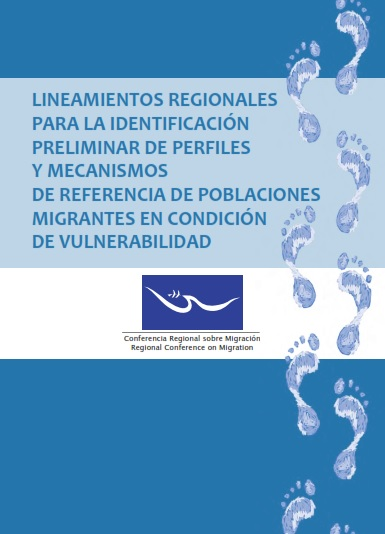 LINEAMIENTOS REGIONALES
PARA LA IDENTIFICACIÓN
PRELIMINAR DE PERFILES
Y MECANISMOS
DE REFERENCIA DE POBLACIONES
MIGRANTES EN CONDICIÓN
DE VULNERABILIDAD
Conferencia Regional sobre Migración
Regional Conference on Migration